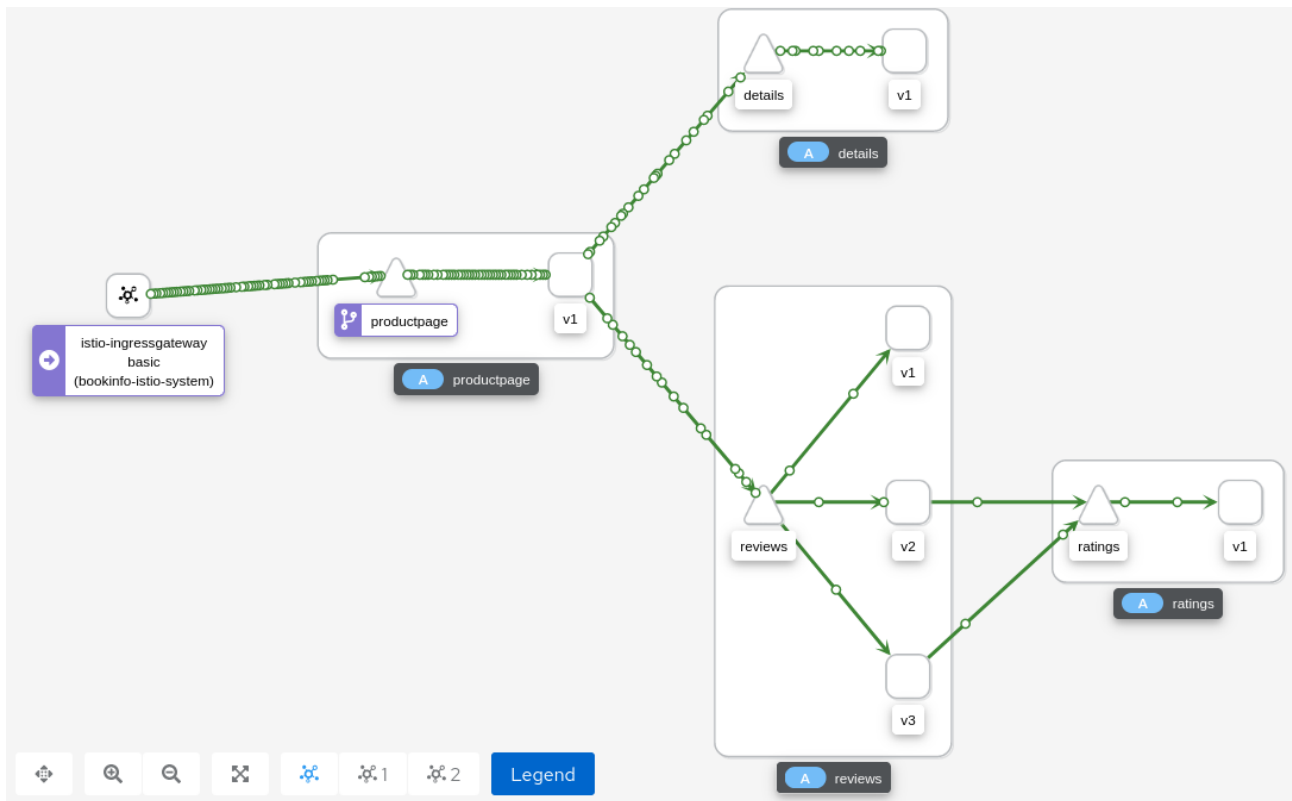 details
v1
A details
productpage
v1
A productpage
istio-ingressgateway
basic
(bookinfo-istio-system)
v1
reviews
v2
v3
A reviews
ratings
v1
A ratings
1
2
Legend